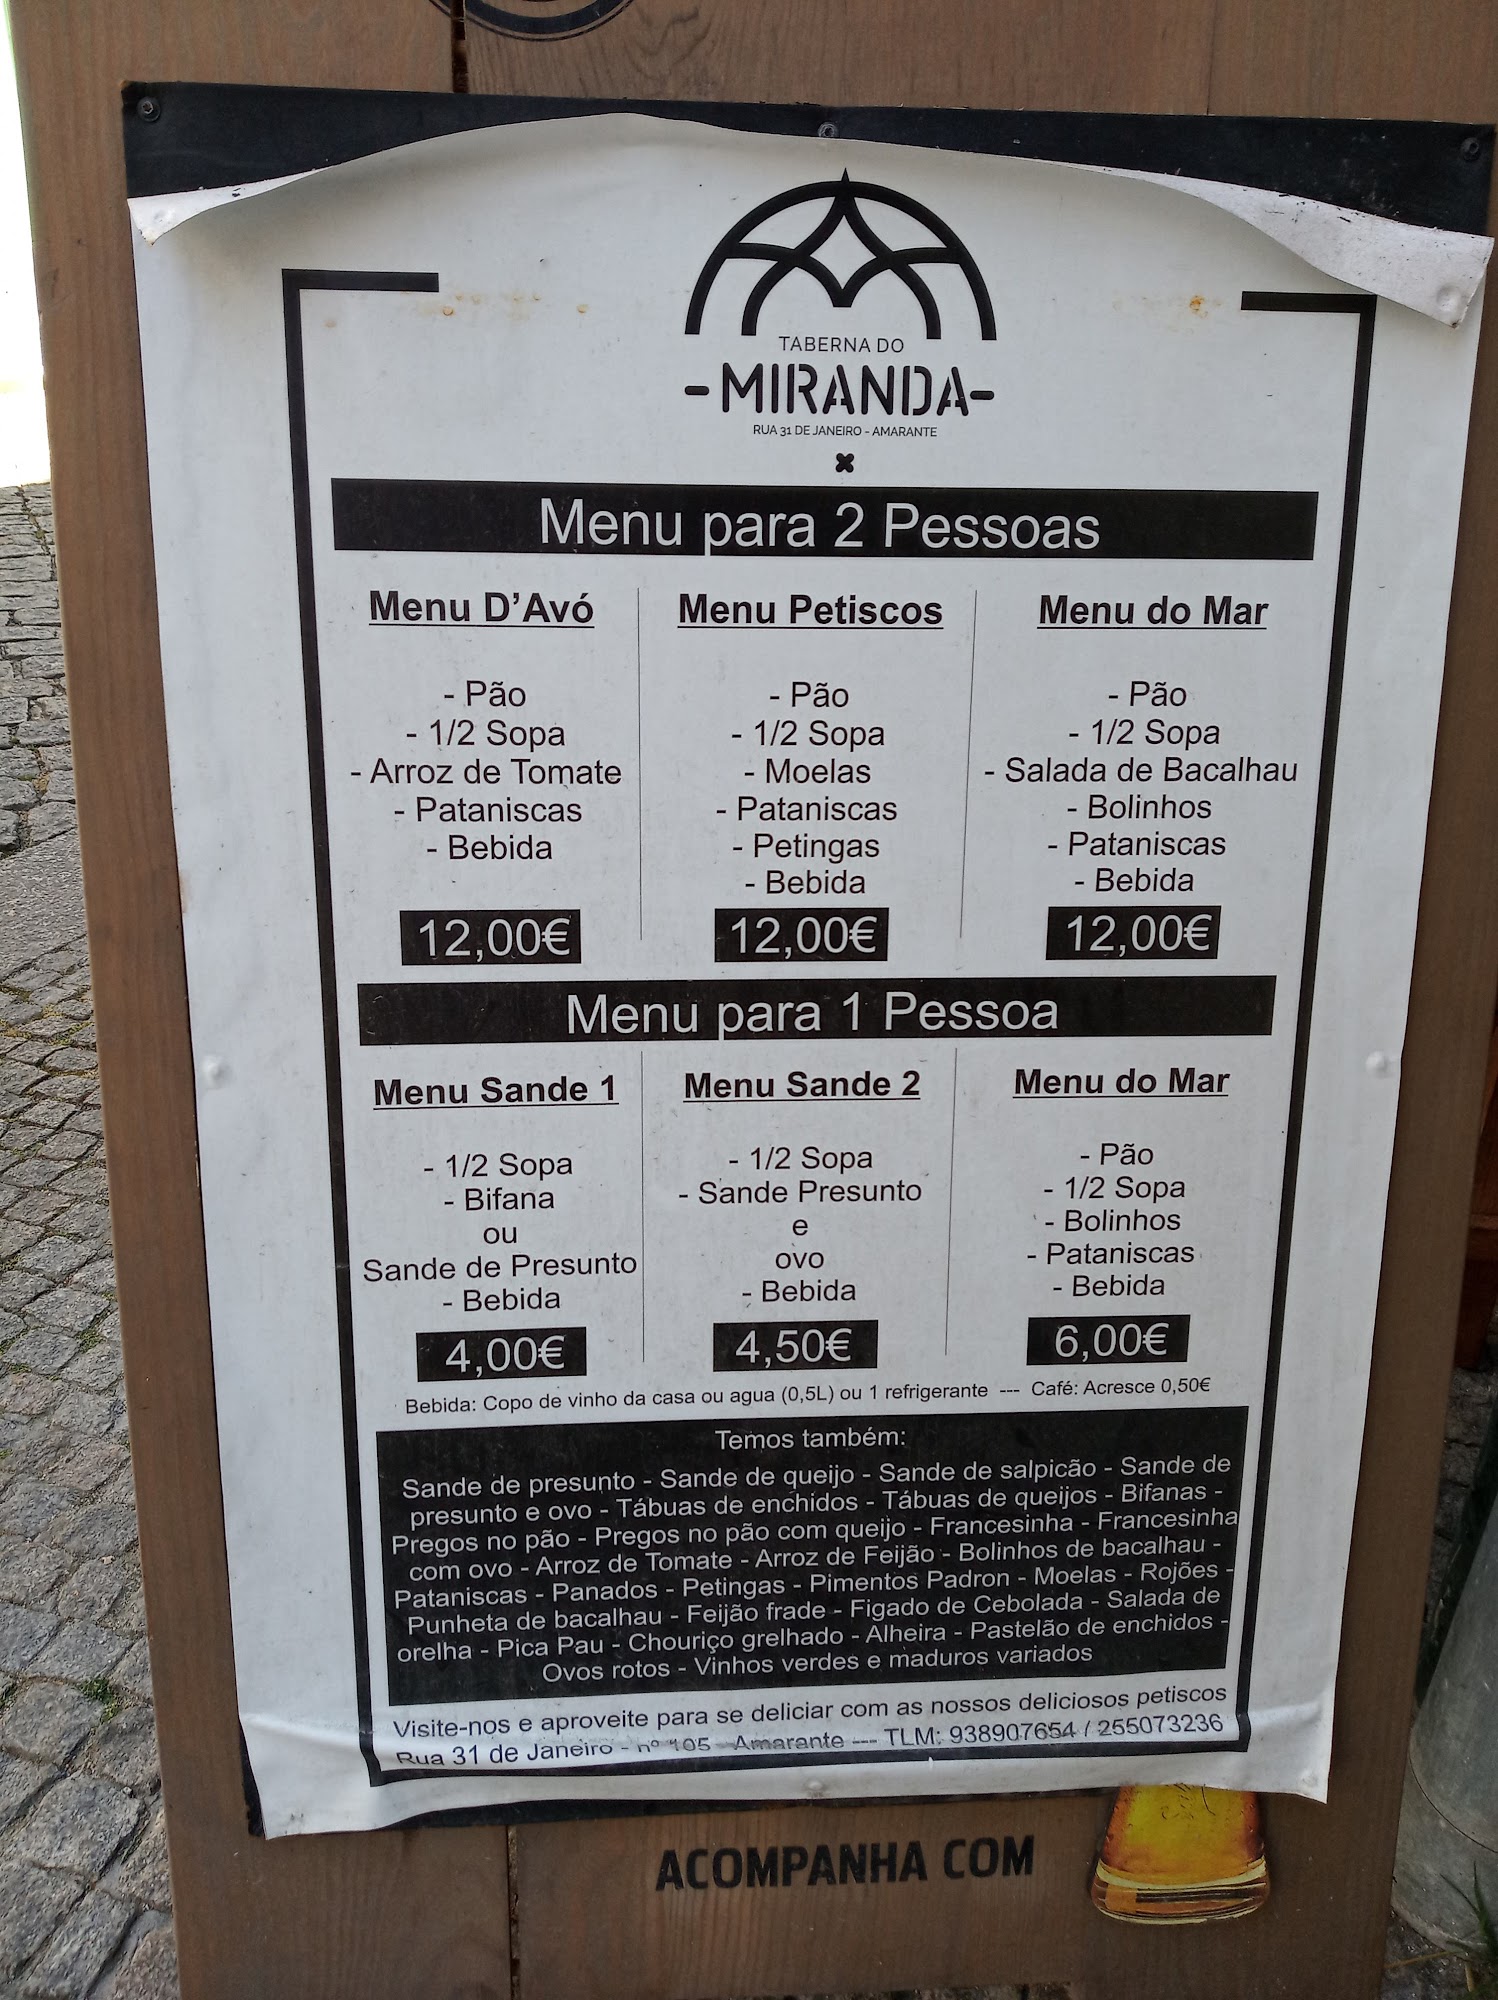 TABERNA DO
-MIRANDA-
RUA 31 DE JANEIRO - AMARANTE
Menu para 2 Pessoas
Menu D'Avó
- Pão
- 1/2 Sopa
- Arroz de Tomate
- Pataniscas
- Bebida
12,00€
Menu Petiscos
- Pão
- 1/2 Sopa
- Moelas
- Pataniscas
- Petingas
- Bebida
12,00€
Menu do Mar
- Pão
- 1/2 Sopa
- Salada de Bacalhau
- Bolinhos
- Pataniscas
- Bebida
12,00€
Menu para 1 Pessoa
Menu Sande 1
- 1/2 Sopa
- Bifana
ou
Sande de Presunto
- Bebida
4,00€
Menu Sande 2
- 1/2 Sopa
- Sande Presunto
e
ovo
- Bebida
4,50€
Menu do Mar
- Pão
- 1/2 Sopa
- Bolinhos
- Pataniscas
- Bebida
6,00€
Bebida: Copo de vinho da casa ou agua (0,5L) ou 1 refrigerante --- Café: Acresce 0,50€
Temos também:
Sande de presunto - Sande de queijo - Sande de salpicão - Sande de
presunto e ovo - Tábuas de enchidos - Tábuas de queijos - Bifanas -
Pregos no pão - Pregos no pão com queijo - Francesinha - Francesinha
com ovo - Arroz de Tomate - Arroz de Feijão - Bolinhos de bacalhau -
Pataniscas - Panados - Petingas - Pimentos Padron - Moelas - Rojões -
Punheta de bacalhau - Feijão frade - Figado de Cebolada - Salada de
orelha - Pica Pau - Chouriço grelhado - Alheira - Pastelão de enchidos -
Ovos rotos - Vinhos verdes e maduros variados
Visite-nos e aproveite para se deliciar com as nossos deliciosos petiscos
Rua 31 de Janeiro - nº 105 - Amarante --- TLM: 938907654 / 255073236
ACOMPANHA COM